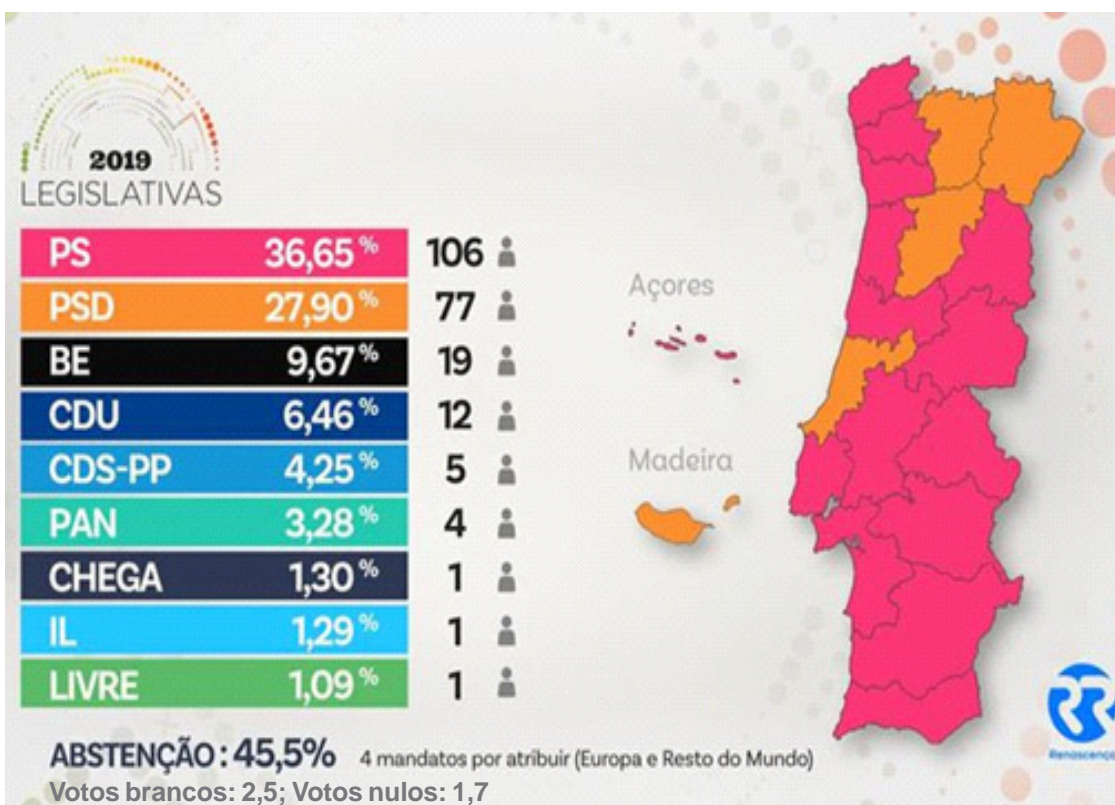 2019
LEGISLATIVAS
PS 36,65 % 106
PSD 27,90 % 77
BE 9,67 % 19
CDU 6,46 % 12
CDS-PP 4,25 % 5
PAN 3,28 % 4
CHEGA 1,30 % 1
IL 1,29 % 1
LIVRE 1,09 % 1
Açores
Madeira
ABSTENÇÃO: 45,5% 4 mandatos por atribuir (Europa e Resto do Mundo)
Votos brancos: 2,5; Votos nulos: 1,7
RR
Renascença